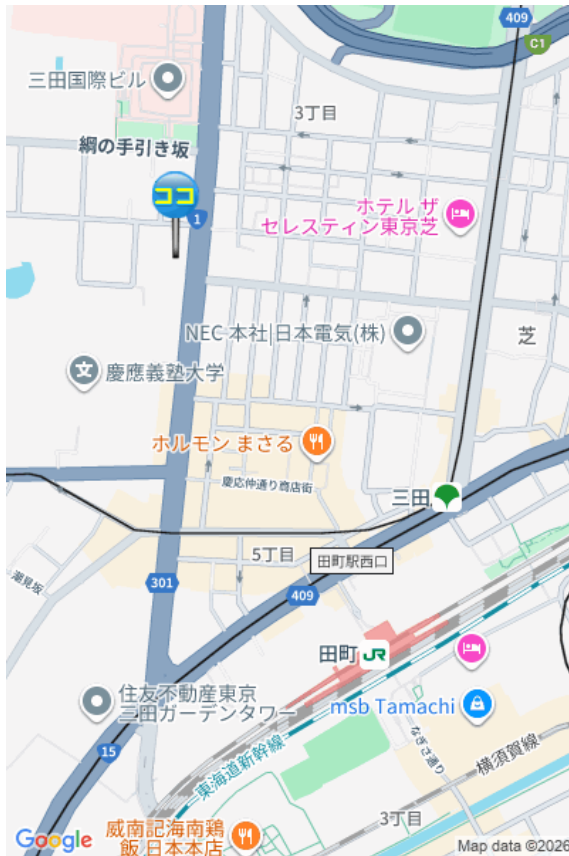 409
C1
三田国際ビル
3丁目
綱の手引き坂
ココ
1
ホテル ザ
セレスティン東京芝
NEC 本社|日本電気(株)
芝
文
慶應義塾大学
ホルモン まさる
慶応仲通り商店街
三田
5丁目
田町駅西口
潮見坂
301
409
田町 JR
住友不動産東京
三田ガーデンタワー
msb Tamachi
15
東海道新幹線
なぎさ通り
横須賀線
威南記海南鶏
飯 日本本店
3丁目
Google
Map data ©2026